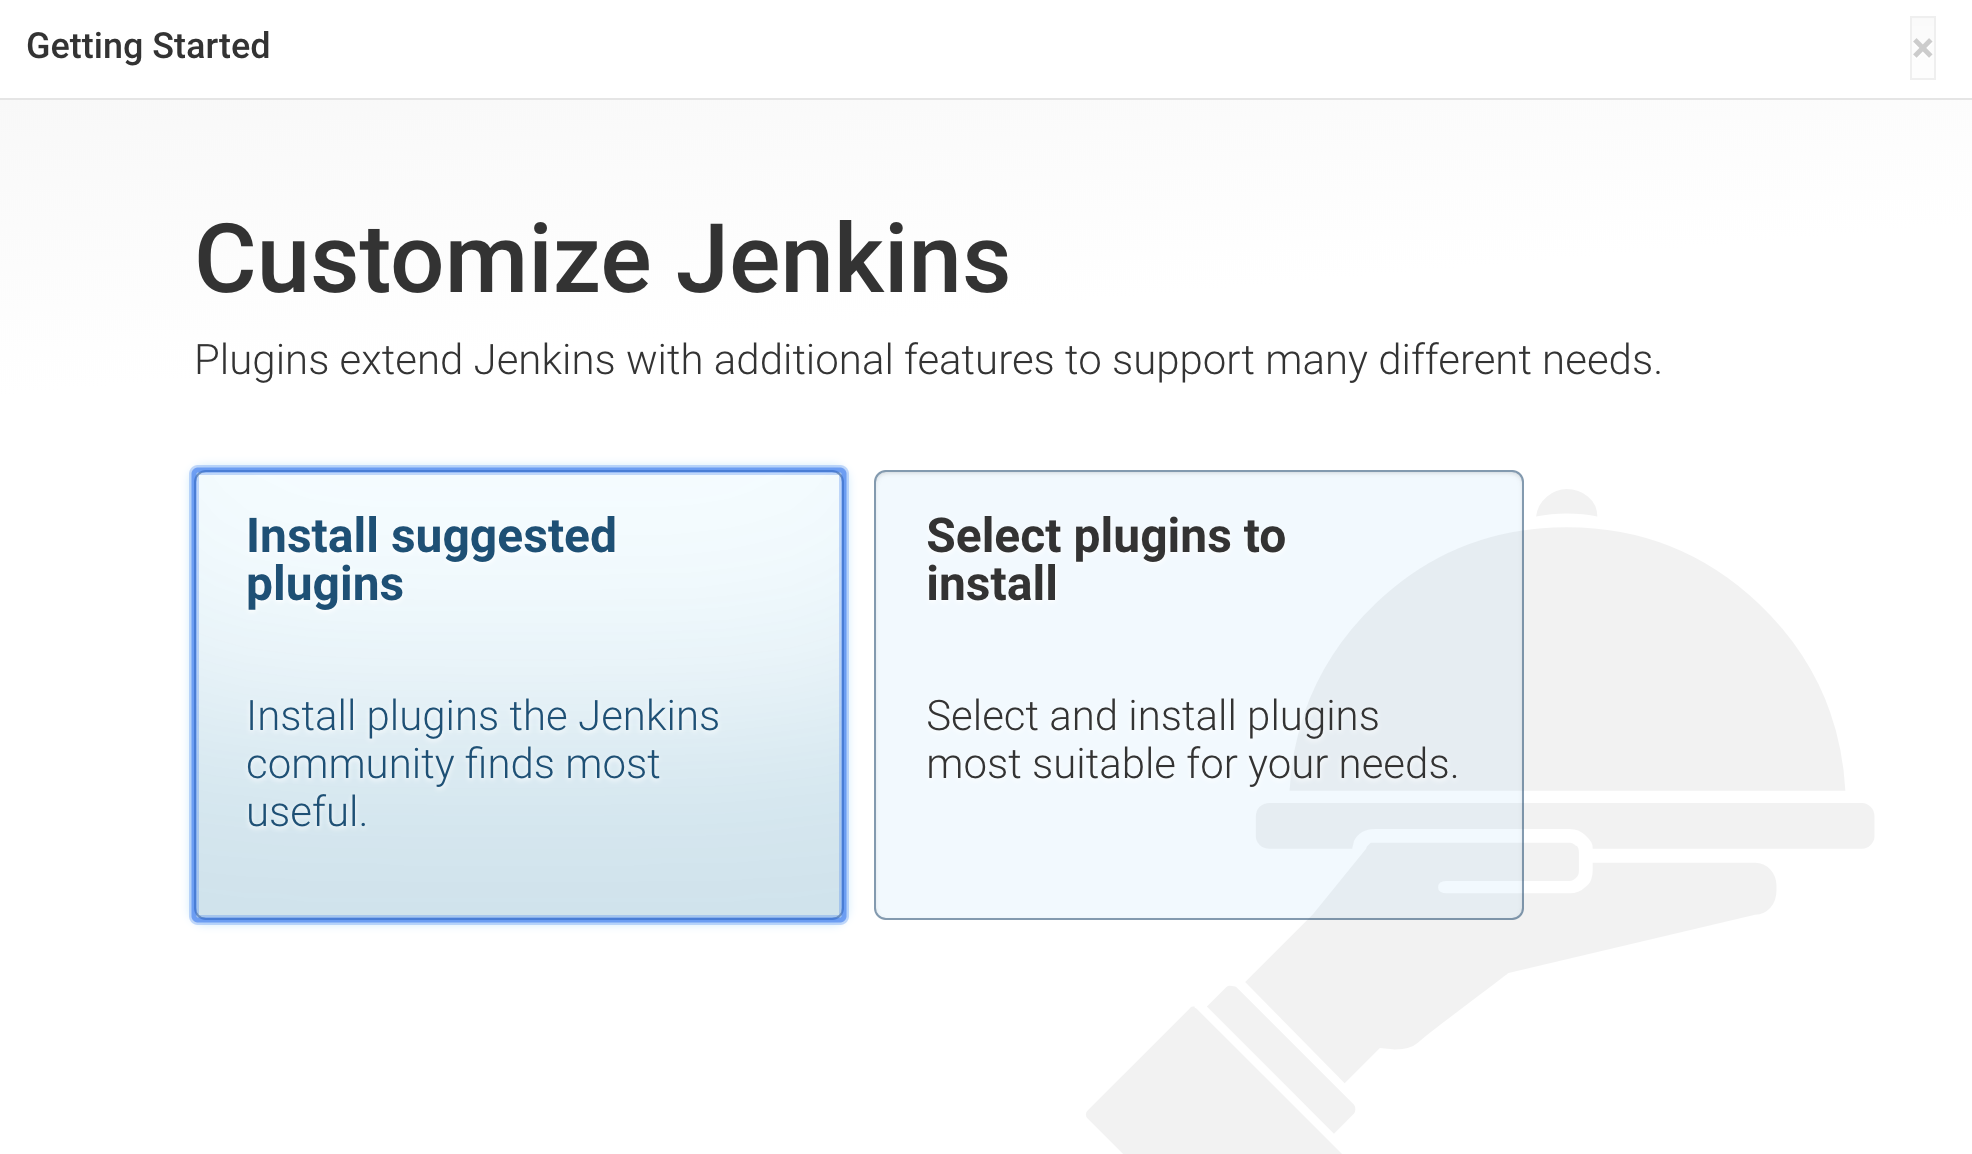 Getting Started
×
Customize Jenkins
Plugins extend Jenkins with additional features to support many different needs.
Install suggested
plugins
Install plugins the Jenkins
community finds most
useful.
Select plugins to
install
Select and install plugins
most suitable for your needs.